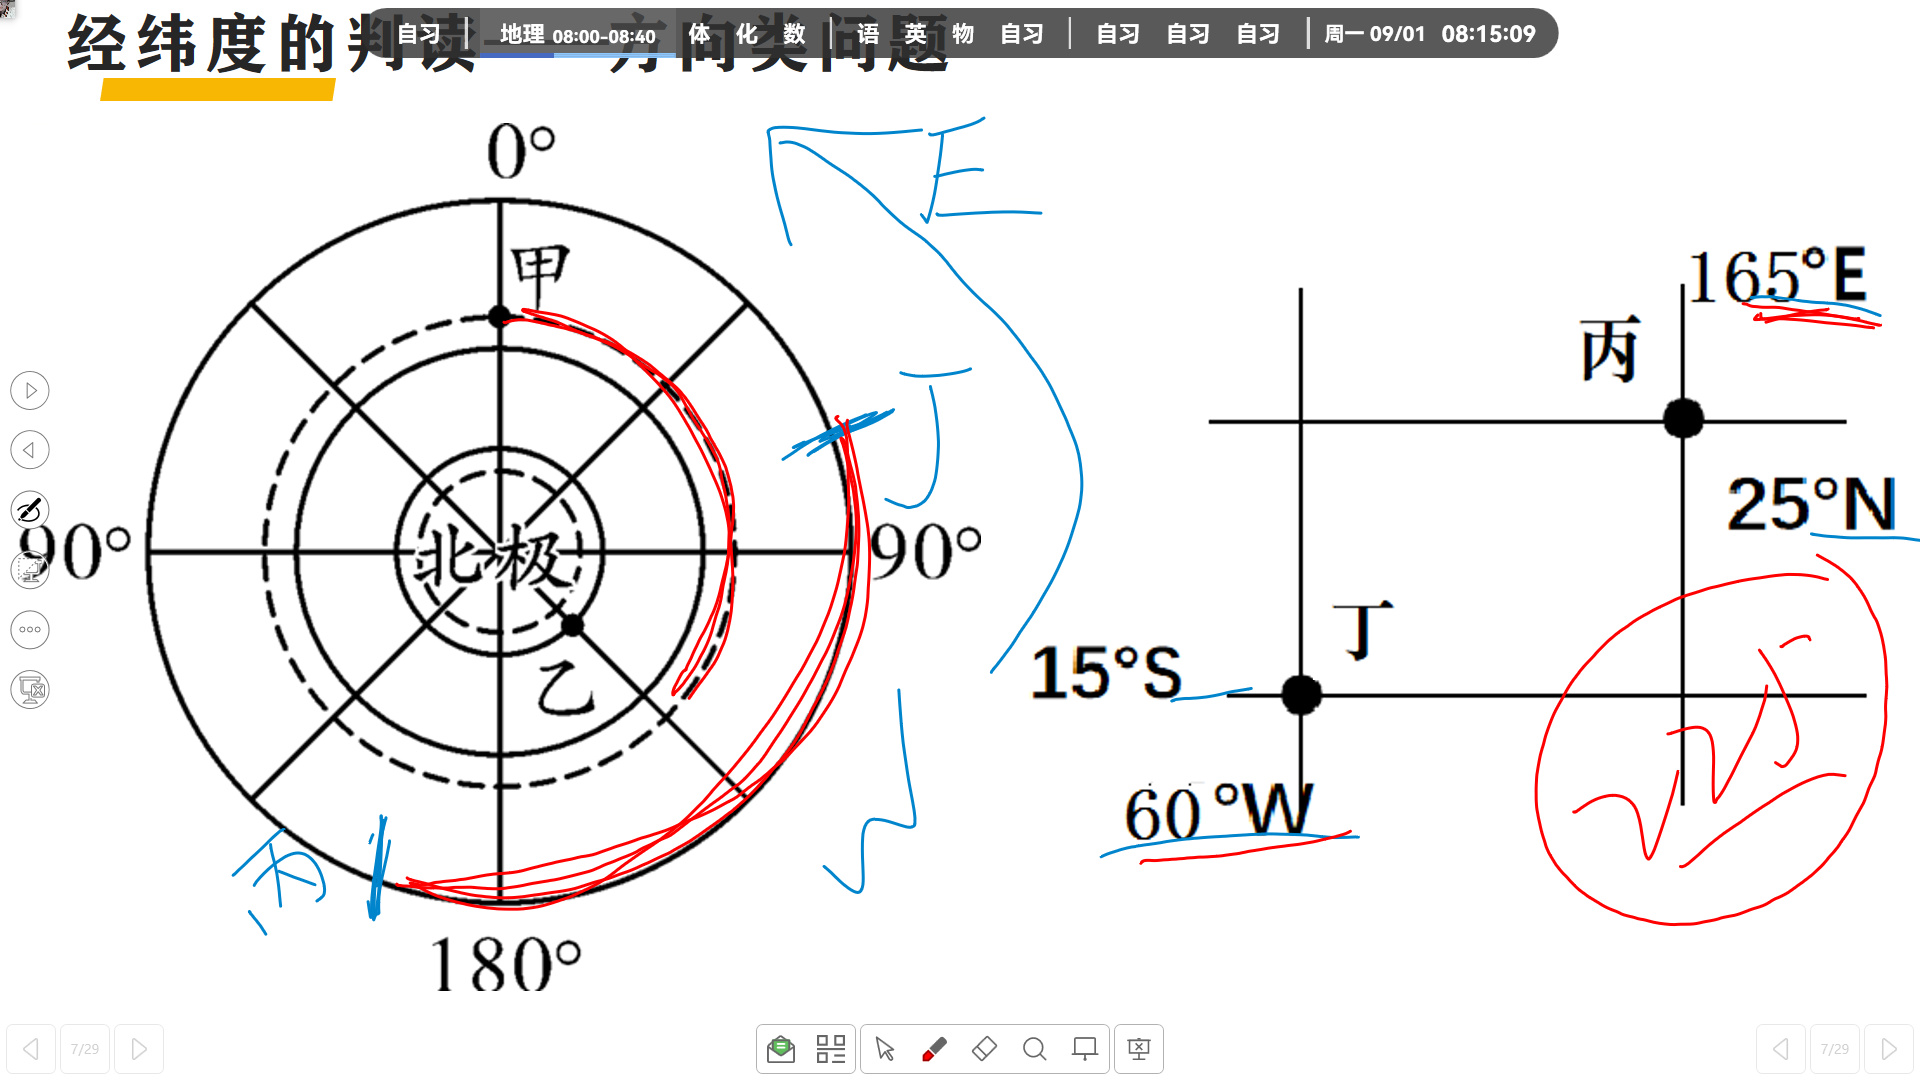 经纬度的判读——方向类问题
自习 地理 08:00-08:40 体 化 数 语 英 物 自习 自习 自习 自习 周一 09/01 08:15:09
0°
E
165°E
甲
丙
丁
25°N
90°
北极
90°
丁
15°S
乙
60°W
丙
180°
7/29
7/29